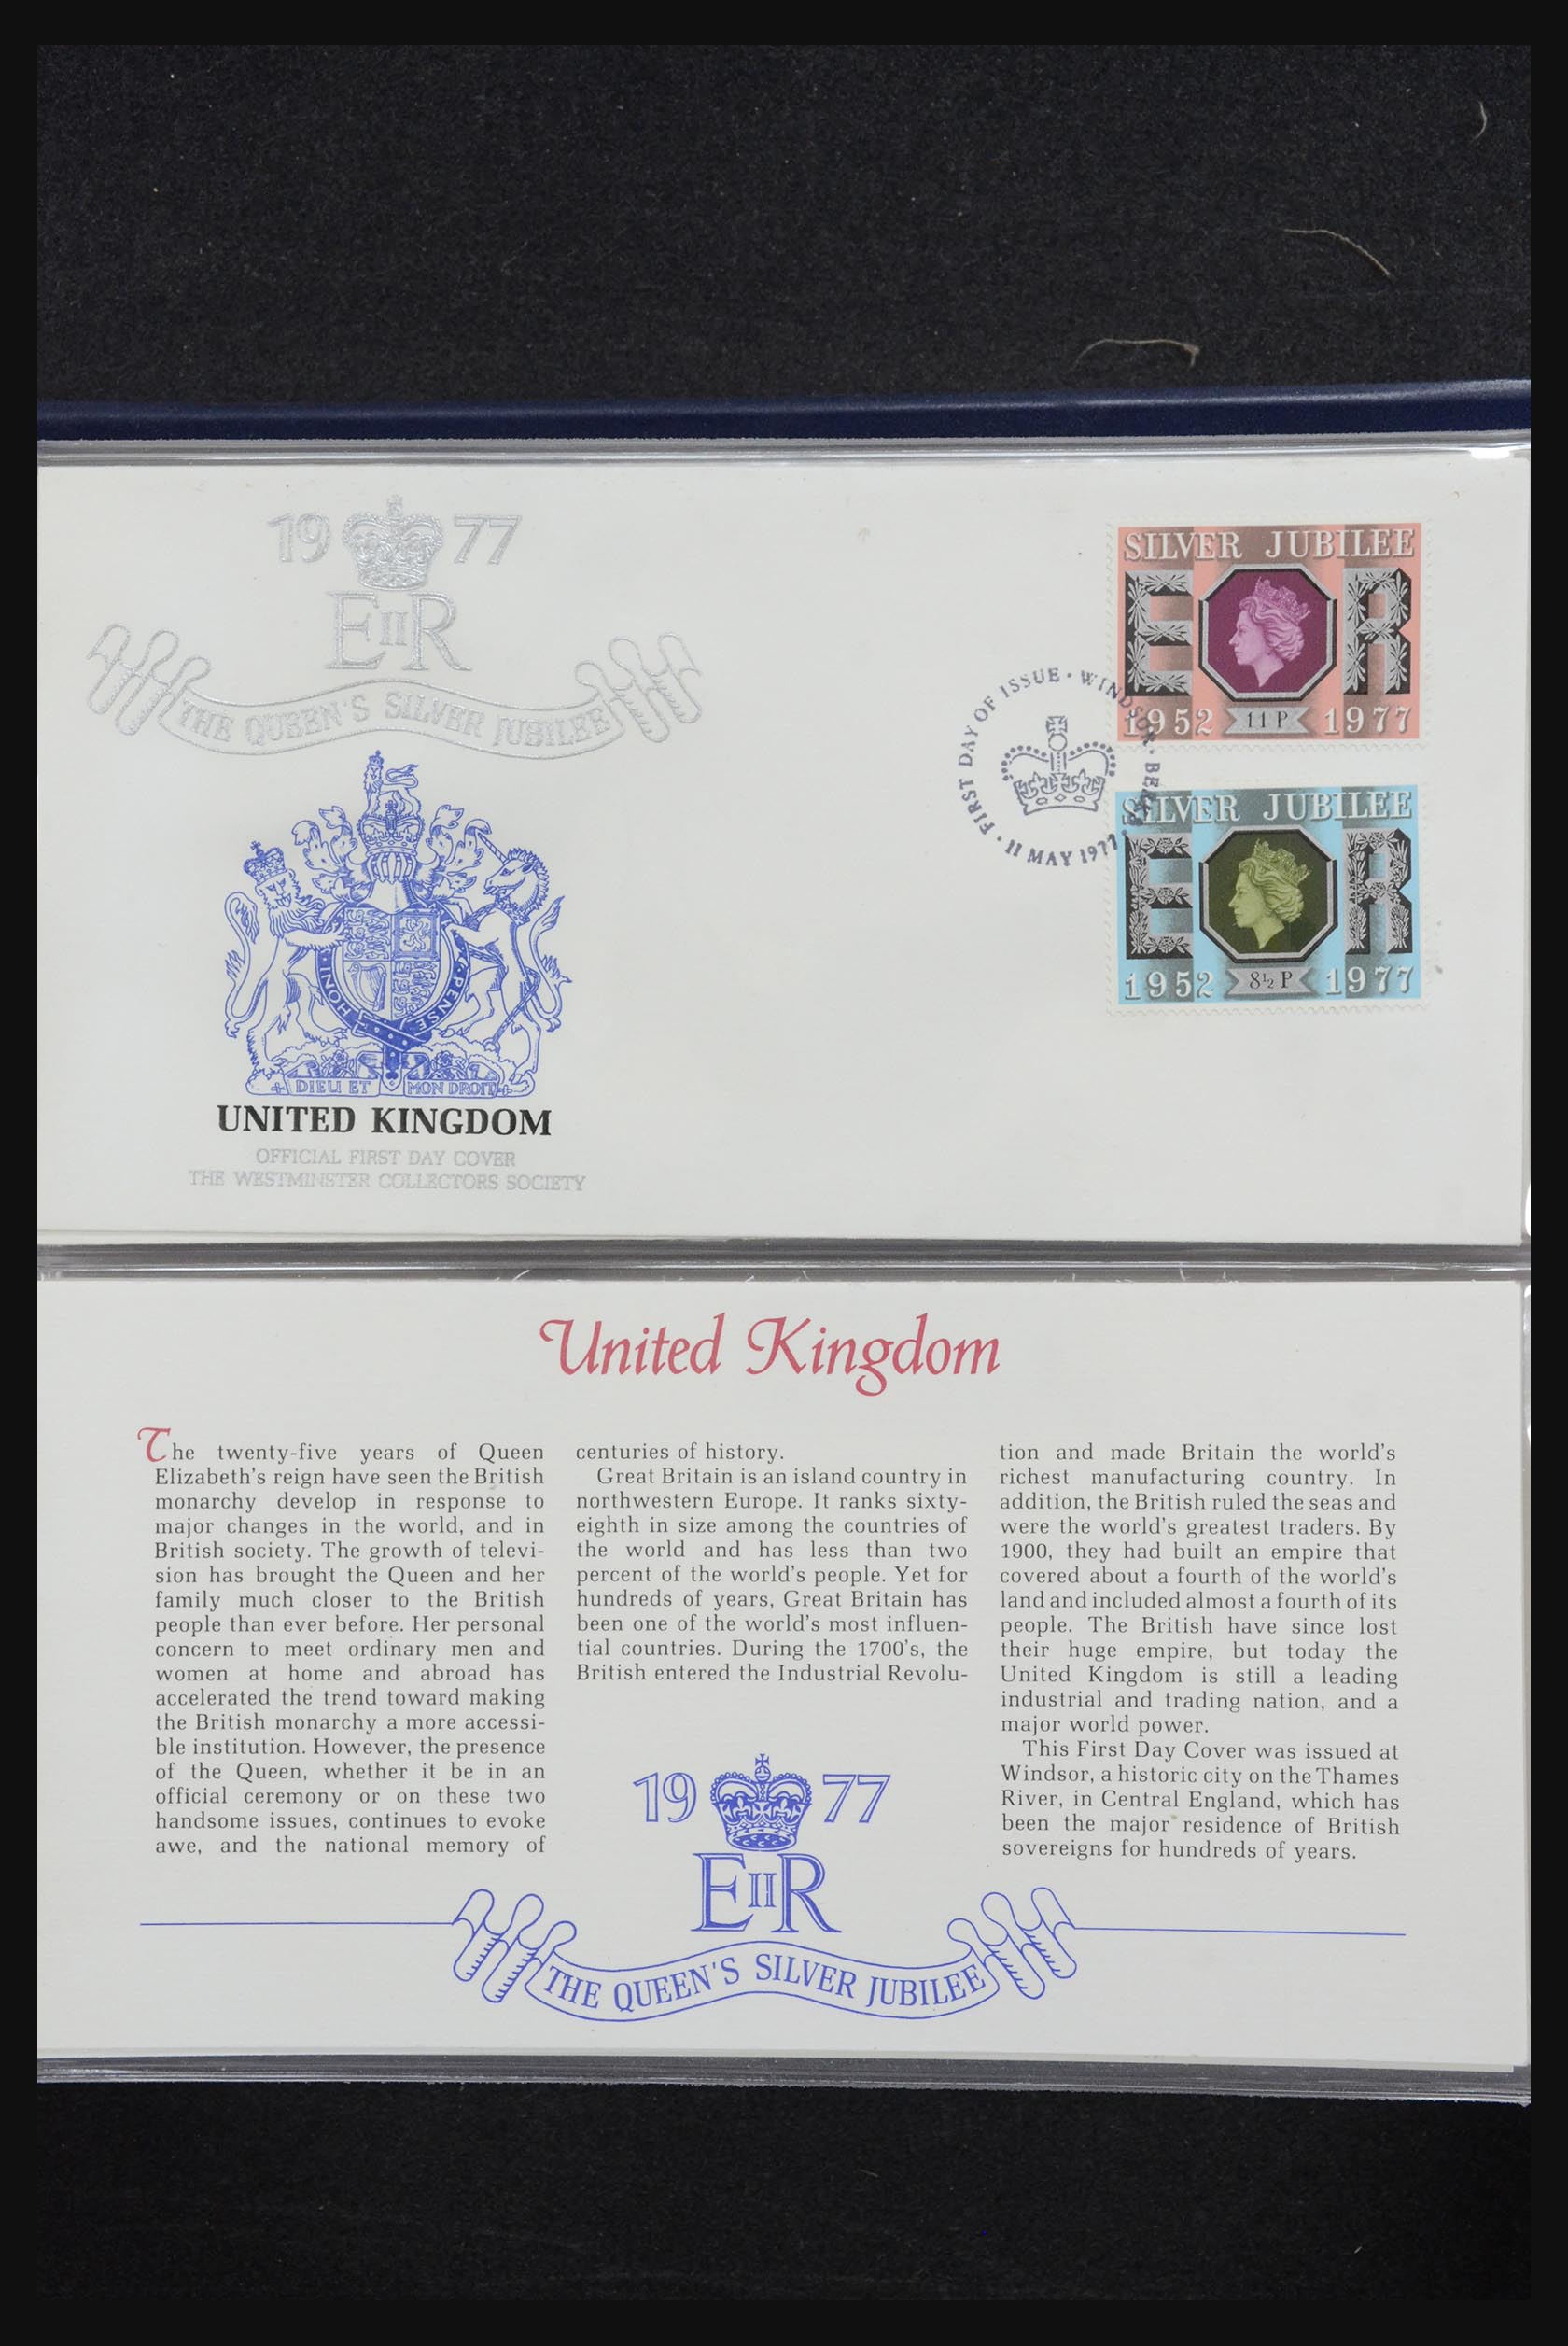 1977
EIIR
THE QUEEN'S SILVER JUBILEE
HON
PENSE
DIEU ET MON DROIT
UNITED KINGDOM
OFFICIAL FIRST DAY COVER
THE WESTMINSTER COLLECTORS SOCIETY
FIRST DAY OF ISSUE · WINDSOR · BERKS ·
11 MAY 1977
SILVER JUBILEE
E R
1952 11P 1977
SILVER JUBILEE
E R
1952 8½P 1977
United Kingdom
The twenty-five years of Queen
Elizabeth's reign have seen the British
monarchy develop in response to
major changes in the world, and in
British society. The growth of televi-
sion has brought the Queen and her
family much closer to the British
people than ever before. Her personal
concern to meet ordinary men and
women at home and abroad has
accelerated the trend toward making
the British monarchy a more accessi-
ble institution. However, the presence
of the Queen, whether it be in an
official ceremony or on these two
handsome issues, continues to evoke
awe, and the national memory of
centuries of history.
Great Britain is an island country in
northwestern Europe. It ranks sixty-
eighth in size among the countries of
the world and has less than two
percent of the world's people. Yet for
hundreds of years, Great Britain has
been one of the world's most influen-
tial countries. During the 1700's, the
British entered the Industrial Revolu-
tion and made Britain the world's
richest manufacturing country. In
addition, the British ruled the seas and
were the world's greatest traders. By
1900, they had built an empire that
covered about a fourth of the world's
land and included almost a fourth of its
people. The British have since lost
their huge empire, but today the
United Kingdom is still a leading
industrial and trading nation, and a
major world power.
This First Day Cover was issued at
Windsor, a historic city on the Thames
River, in Central England, which has
been the major residence of British
sovereigns for hundreds of years.
1977
EIIR
THE QUEEN'S SILVER JUBILEE